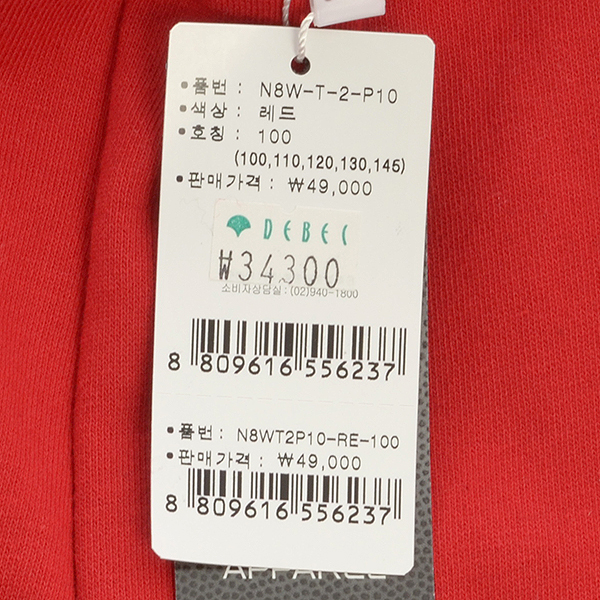 • 품번 : N8W-T-2-P10
• 색상 : 레드
• 호칭 : 100
(100,110,120,130,145)
• 판매가격 : ₩49,000
DEBEC
₩34300
소비자상담실 : (02)940-1800
8 809616 556237
• 품번 : N8WT2P10-RE-100
• 판매가격 : ₩49,000
8 809616 556237
APPAREL